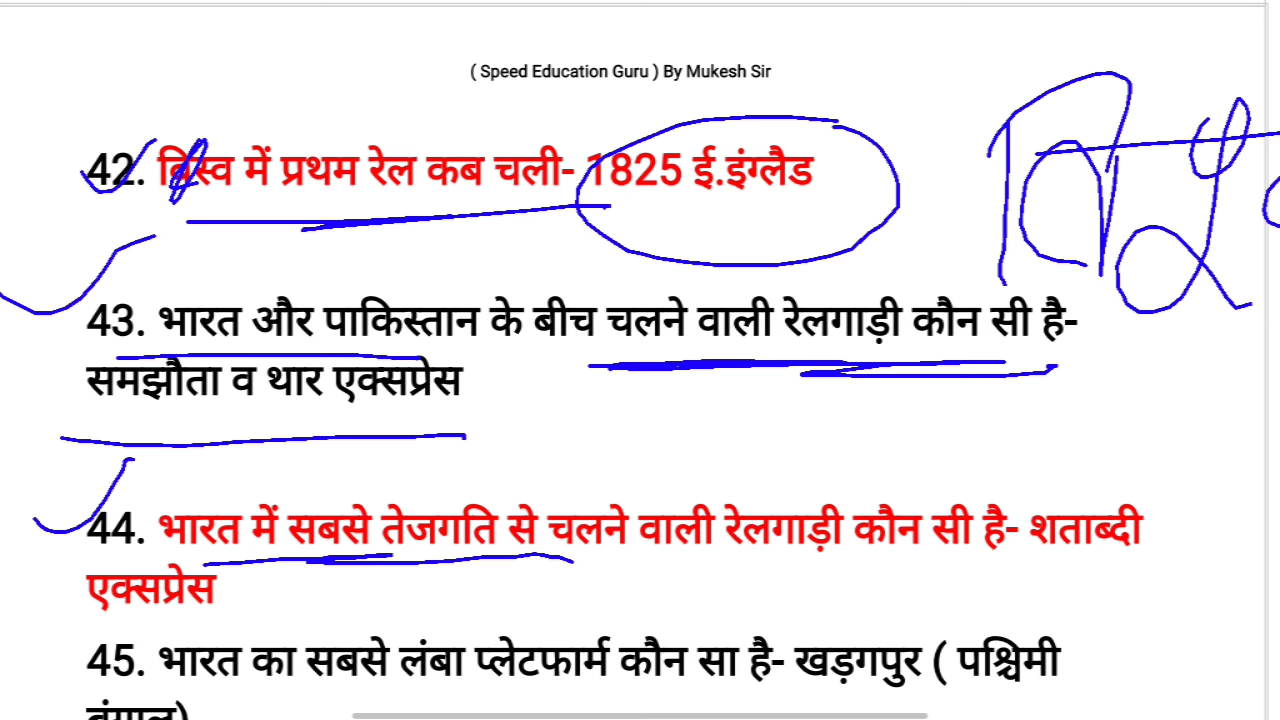 ( Speed Education Guru ) By Mukesh Sir
42. विस्व में प्रथम रेल कब चली- 1825 ई.इंग्लैड
43. भारत और पाकिस्तान के बीच चलने वाली रेलगाड़ी कौन सी है-
समझौता व थार एक्सप्रेस
44. भारत में सबसे तेजगति से चलने वाली रेलगाड़ी कौन सी है- शताब्दी
एक्सप्रेस
45. भारत का सबसे लंबा प्लेटफार्म कौन सा है- खड़गपुर ( पश्चिमी
बंगाल)